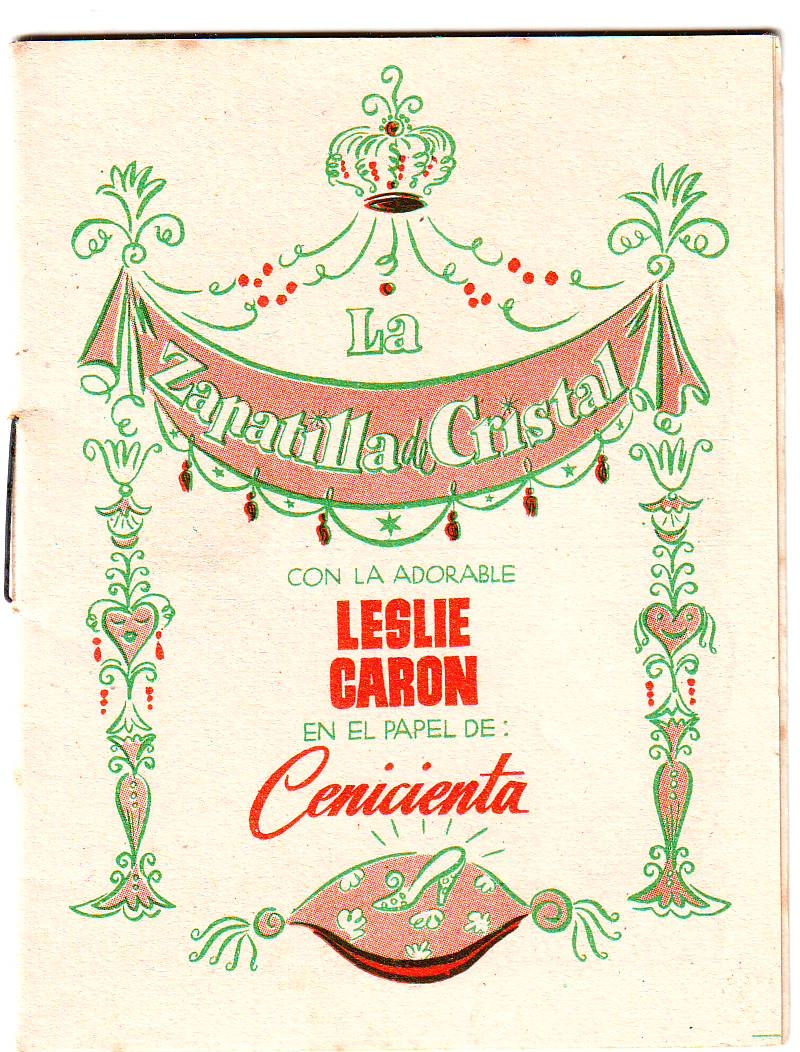 La
Zapatilla de Cristal
CON LA ADORABLE
LESLIE
CARON
EN EL PAPEL DE:
Cenicienta